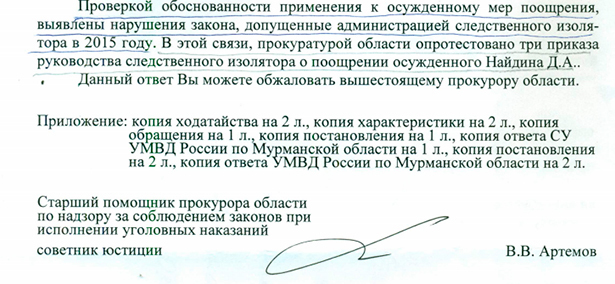 Проверкой обоснованности применения к осужденному мер поощрения,
выявлены нарушения закона, допущенные администрацией следственного изоля-
тора в 2015 году. В этой связи, прокуратурой области опротестовано три приказа
руководства следственного изолятора о поощрении осужденного Найдина Д.А..
Данный ответ Вы можете обжаловать вышестоящему прокурору области.
Приложение: копия ходатайства на 2 л., копия характеристики на 2 л., копия
обращения на 1 л., копия постановления на 1 л., копия ответа СУ
УМВД России по Мурманской области на 1 л., копия постановления
на 2 л., копия ответа УМВД России по Мурманской области на 2 л.
Старший помощник прокурора области
по надзору за соблюдением законов при
исполнении уголовных наказаний
советник юстиции В.В. Артемов